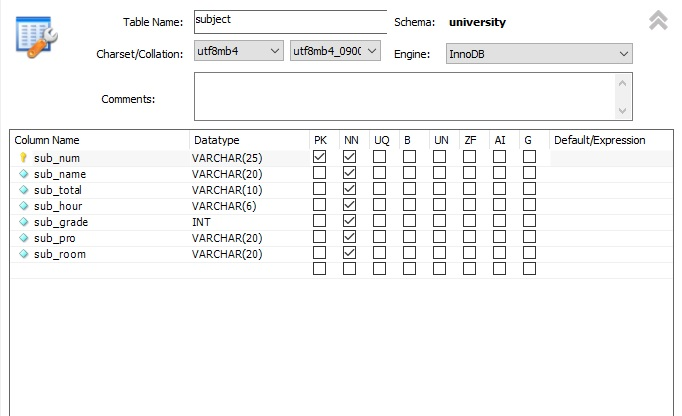 Table Name: subject Schema: university
Charset/Collation: utf8mb4 utf8mb4_0900 Engine: InnoDB
Comments:
Column Name Datatype PK NN UQ B UN ZF AI G Default/Expression
sub_num VARCHAR(25)
sub_name VARCHAR(20)
sub_total VARCHAR(10)
sub_hour VARCHAR(6)
sub_grade INT
sub_pro VARCHAR(20)
sub_room VARCHAR(20)